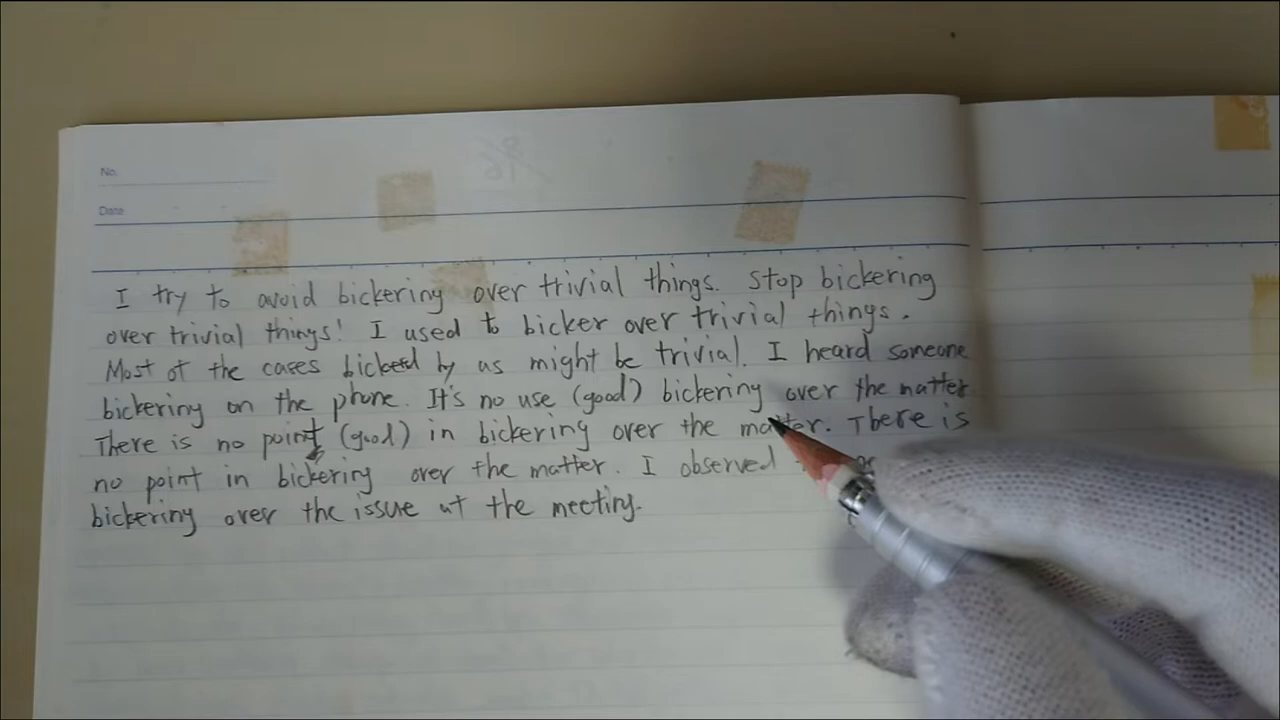 No.
Date
I try to avoid bickering over trivial things. Stop bickering
over trivial things! I used to bicker over trivial things.
Most of the cases bickered by us might be trivial. I heard someone
bickering on the phone. It's no use (good) bickering over the matter
There is no point (good) in bickering over the matter. There is
no point in bickering over the matter. I observed
bickering over the issue at the meeting.